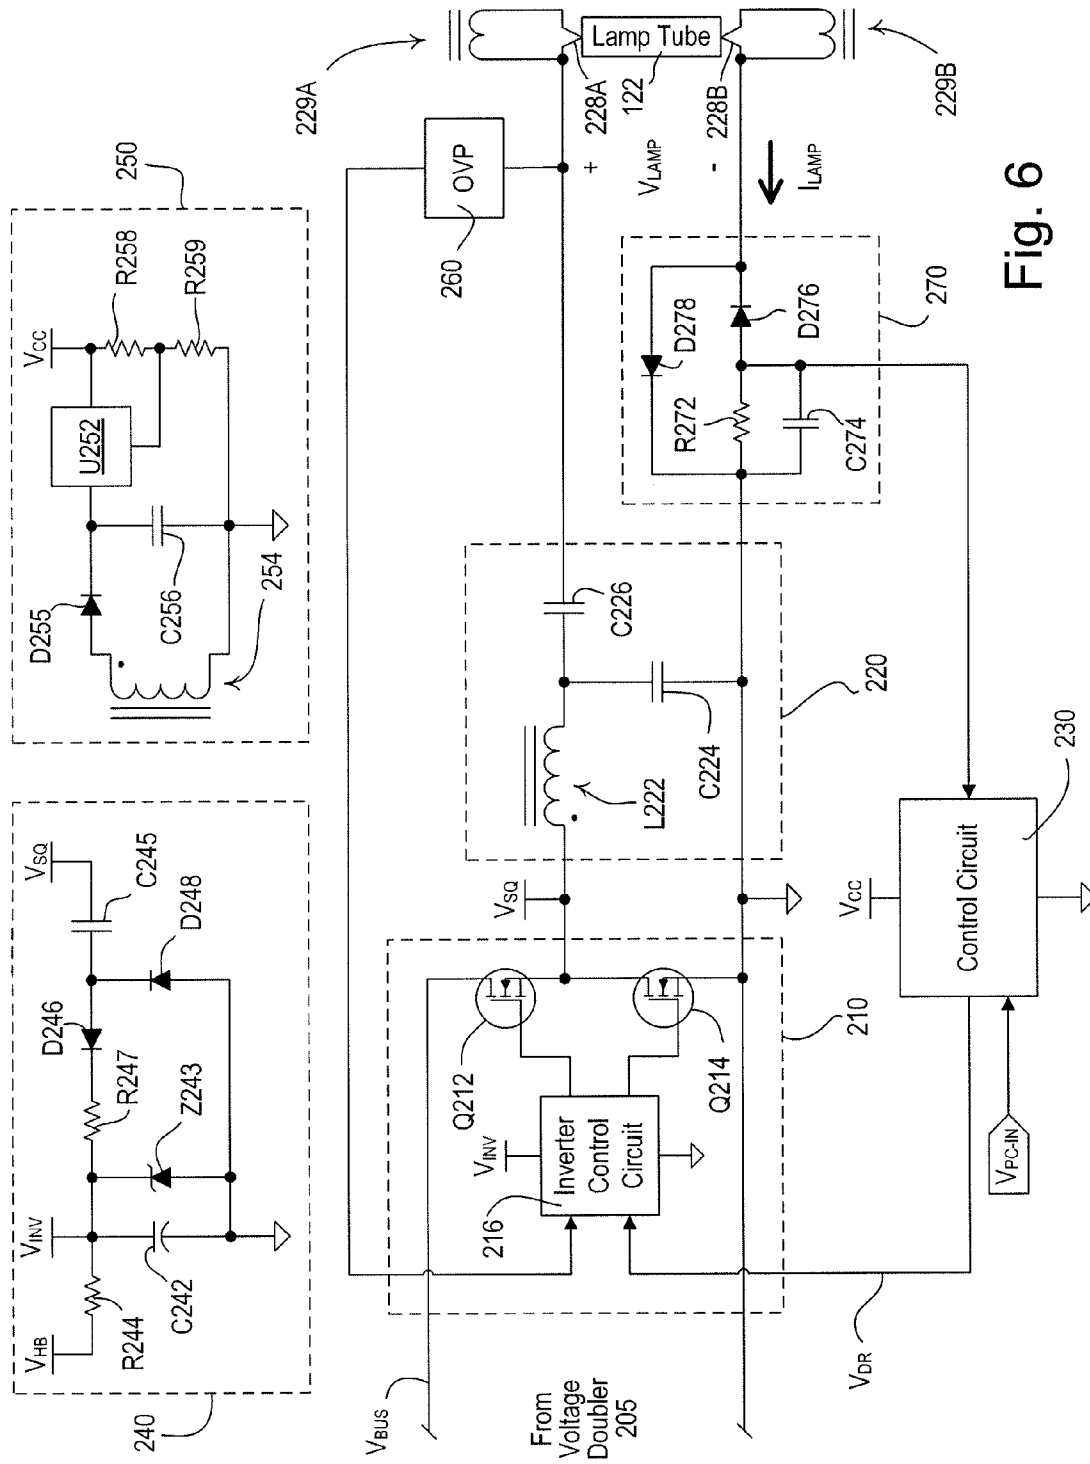 240
VHB
R244
VINV
C242
Z243
R247
D246
D248
C245
VSQ
250
D255
C256
254
U252
VCC
R258
R259
VBUS
From
Voltage
Doubler
205
216
VINV
Inverter
Control
Circuit
Q212
Q214
210
VSQ
L222
C224
C226
220
OVP
260
229A
228A
Lamp Tube
122
228B
229B
+
VLAMP
-
ILAMP
D278
R272
D276
C274
270
VDR
VPC-IN
VCC
Control Circuit
230
Fig. 6